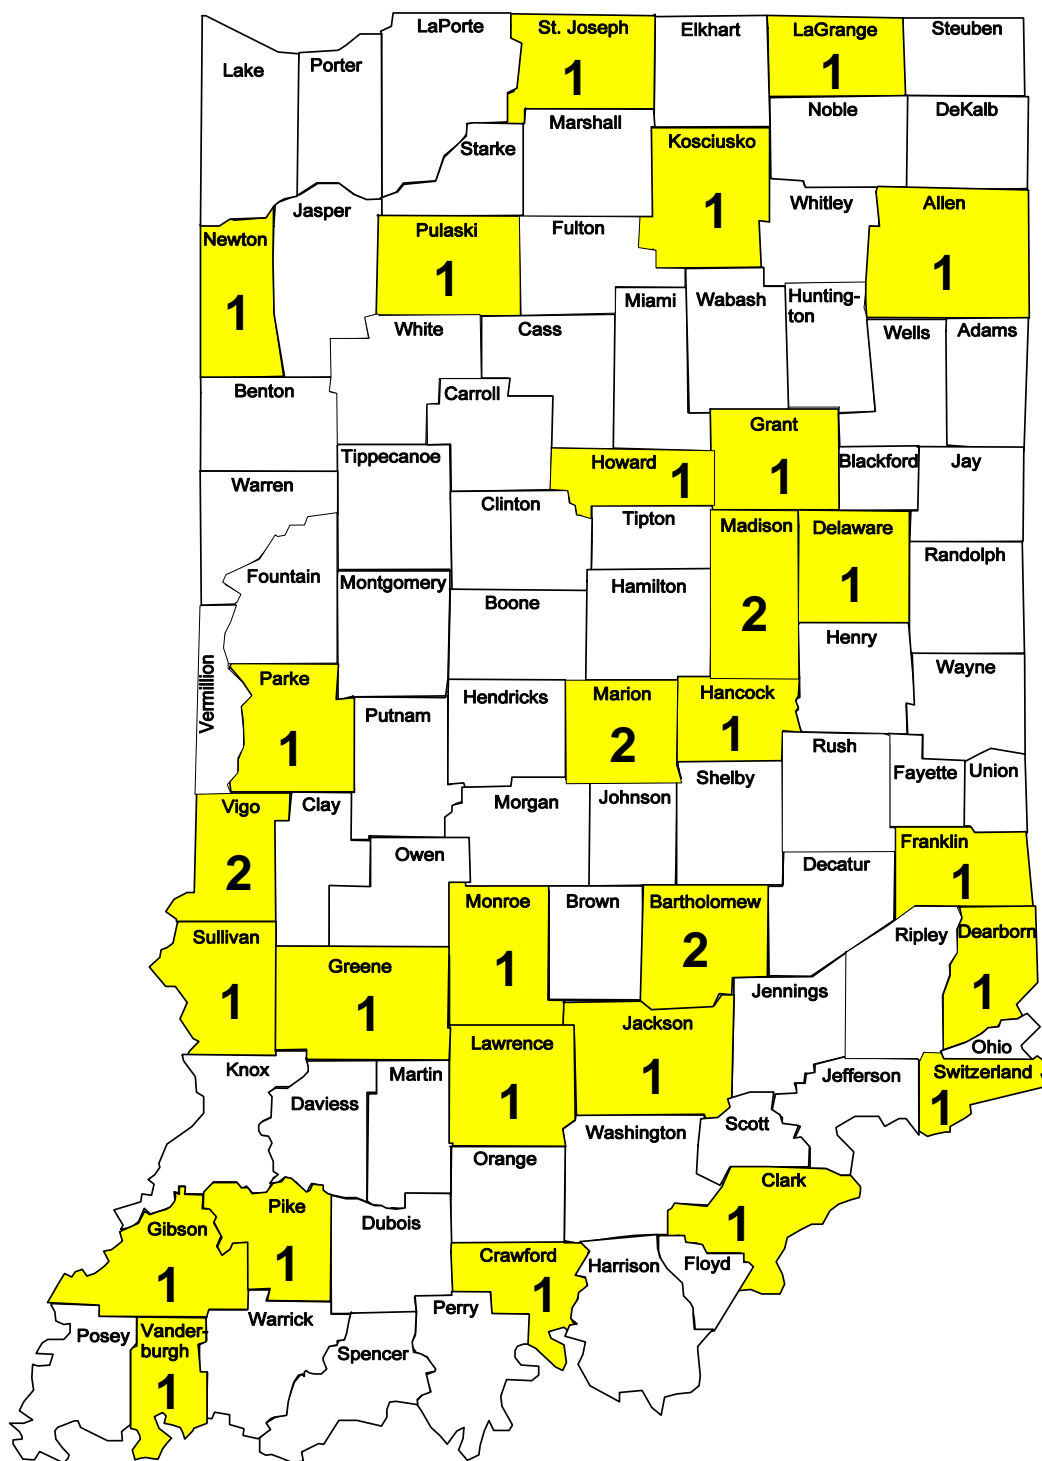 LaPorte
St. Joseph
1
Elkhart
LaGrange
1
Steuben
Lake
Porter
Marshall
Noble
DeKalb
Starke
Kosciusko
1
Jasper
Whitley
Allen
1
Newton
1
Pulaski
1
Fulton
Miami
Wabash
Hunting-
ton
White
Cass
Wells
Adams
Benton
Carroll
Grant
1
Tippecanoe
Howard
1
Blackford
Jay
Warren
Clinton
Tipton
Madison
2
Delaware
1
Randolph
Fountain
Montgomery
Boone
Hamilton
Henry
Wayne
Vermillion
Parke
1
Putnam
Hendricks
Marion
2
Hancock
1
Rush
Fayette
Union
Shelby
Vigo
2
Clay
Morgan
Johnson
Owen
Decatur
Franklin
1
Monroe
1
Brown
Bartholomew
2
Sullivan
1
Greene
1
Ripley
Dearborn
1
Jennings
Jackson
1
Lawrence
1
Ohio
Knox
Martin
Jefferson
Switzerland
1
Daviess
Washington
Scott
Orange
Clark
1
Pike
1
Gibson
1
Dubois
Crawford
1
Harrison
Floyd
Perry
Warrick
Posey
Vander-
burgh
1
Spencer